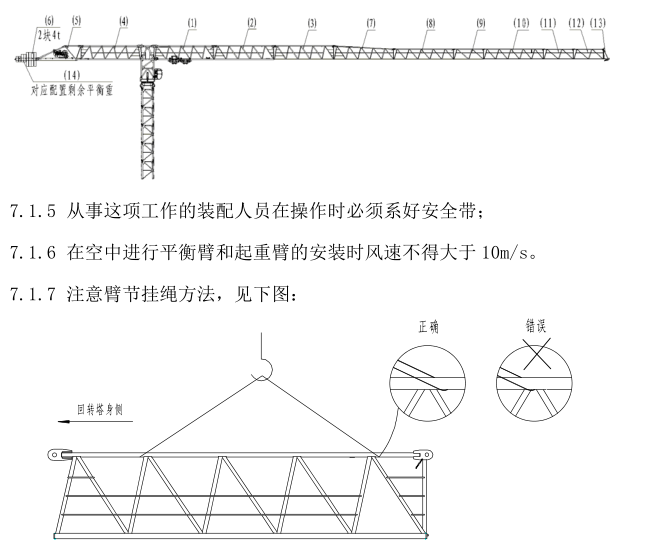 (6) (5) (4) (1) (2) (3) (7) (8) (9) (10) (11) (12) (13)
2块4t
(14)
对应配置剩余平衡重
7.1.5 从事这项工作的装配人员在操作时必须系好安全带；
7.1.6 在空中进行平衡臂和起重臂的安装时风速不得大于10m/s。
7.1.7 注意臂节挂绳方法，见下图：
正确 错误
回转塔身侧